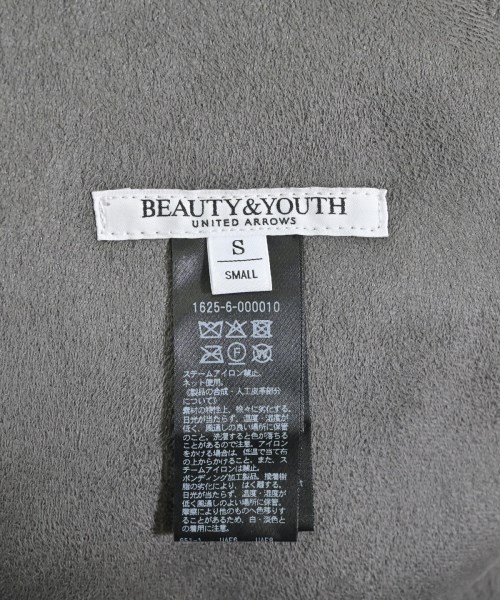 BEAUTY&YOUTH
UNITED ARROWS
S
SMALL
1625-6-000010
F
W
スチームアイロン禁止。
ネット使用。
《製品の合成・人工皮革部分
について》
素材の特性上、徐々に劣化する。
日光が当たらず、温度・湿度が
低く、風通しの良い場所に保管
のこと。洗濯すると色が落ちる
ことがあるので注意。アイロン
をかける場合は、低温で当て布
の上からかけること。また、ス
チームアイロンは禁止。
ボンディング加工製品。接着樹
脂の劣化により、はく離する。
日光が当たらず、温度・湿度が
低く風通しのよい場所に保管。
摩擦により他のものへ色移りす
ることがあるため、白・淡色と
の着用に注意。